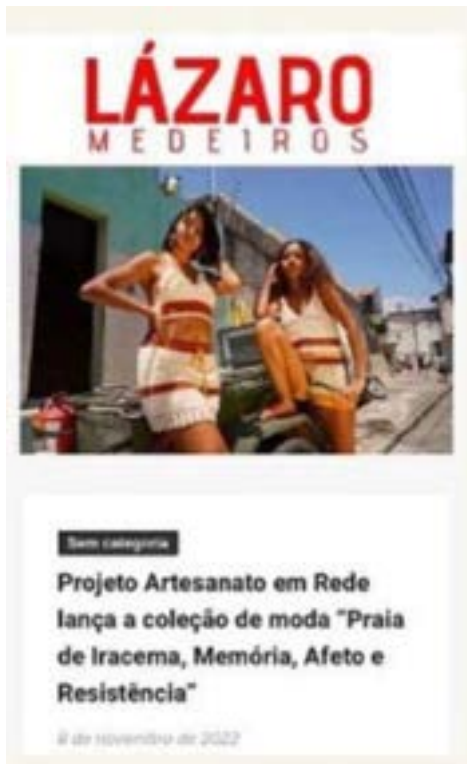 LÁZARO
MEDEIROS
Sem categoria
Projeto Artesanato em Rede
lança a coleção de moda "Praia
de Iracema, Memória, Afeto e
Resistência"
8 de novembro de 2022